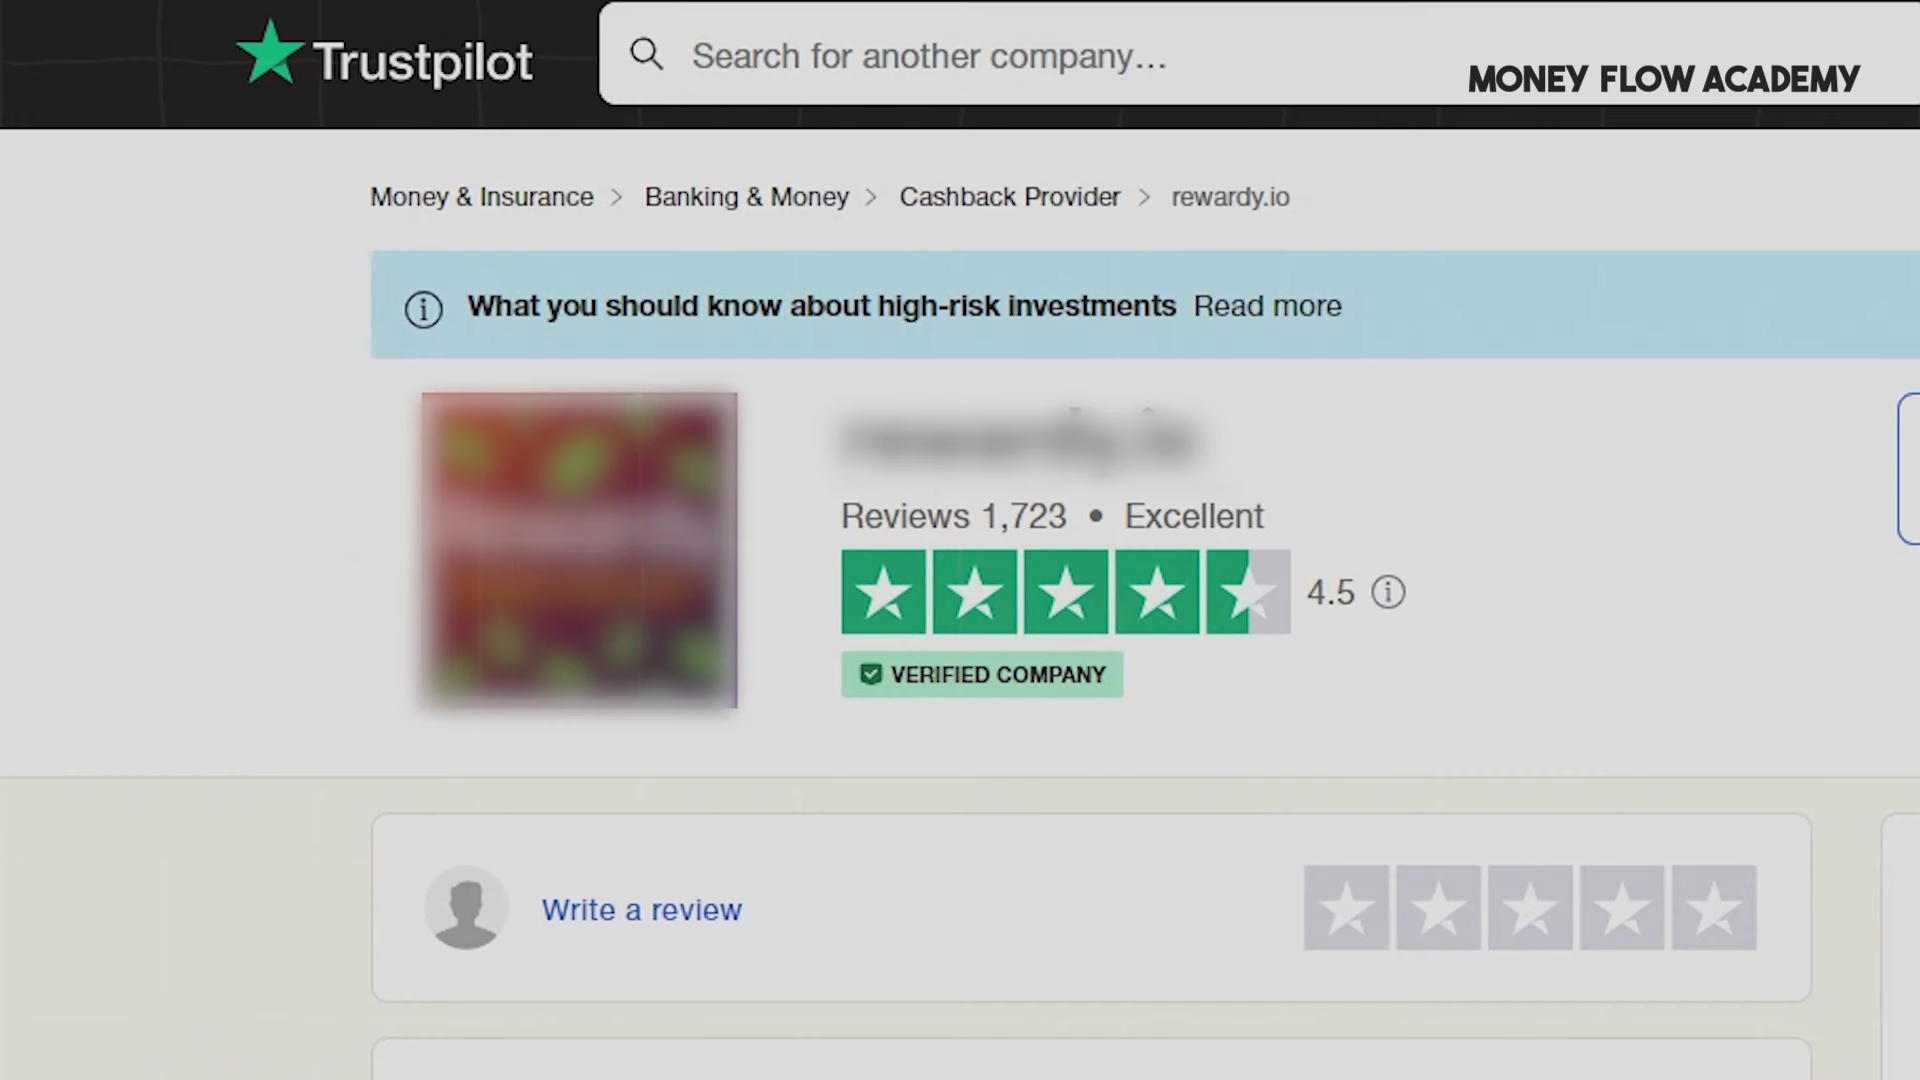 Trustpilot
Search for another company...
MONEY FLOW ACADEMY
Money & Insurance > Banking & Money > Cashback Provider > rewardy.io
What you should know about high-risk investments Read more
Reviews 1,723 • Excellent
4.5
VERIFIED COMPANY
Write a review